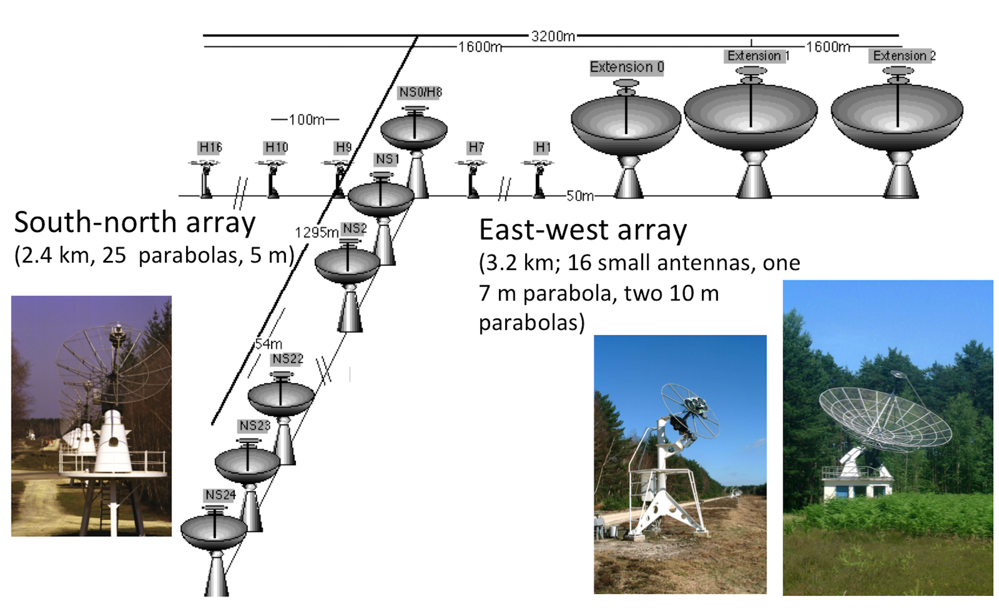 3200m
1600m
1600m
Extension 0
Extension 1
Extension 2
NS0/H8
100m
H16
H10
H9
NS1
H7
H1
50m
South-north array
(2.4 km, 25 parabolas, 5 m)
1295m
NS2
East-west array
(3.2 km; 16 small antennas, one
7 m parabola, two 10 m
parabolas)
54m
NS22
NS23
NS24